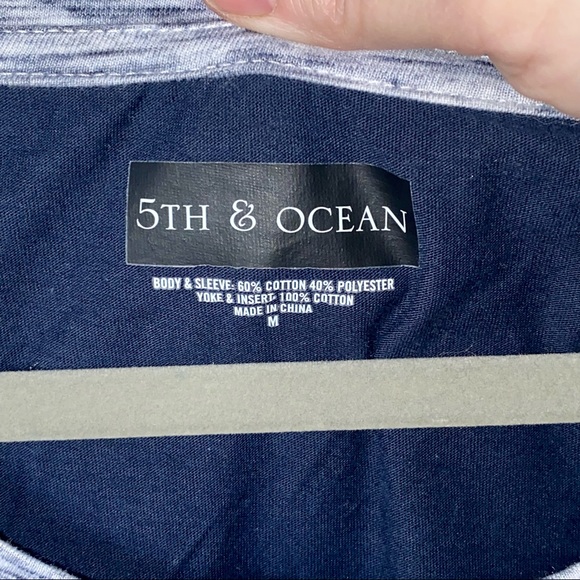 5TH & OCEAN
BODY & SLEEVE: 60% COTTON 40% POLYESTER
YOKE & INSERT: 100% COTTON
MADE IN CHINA
M